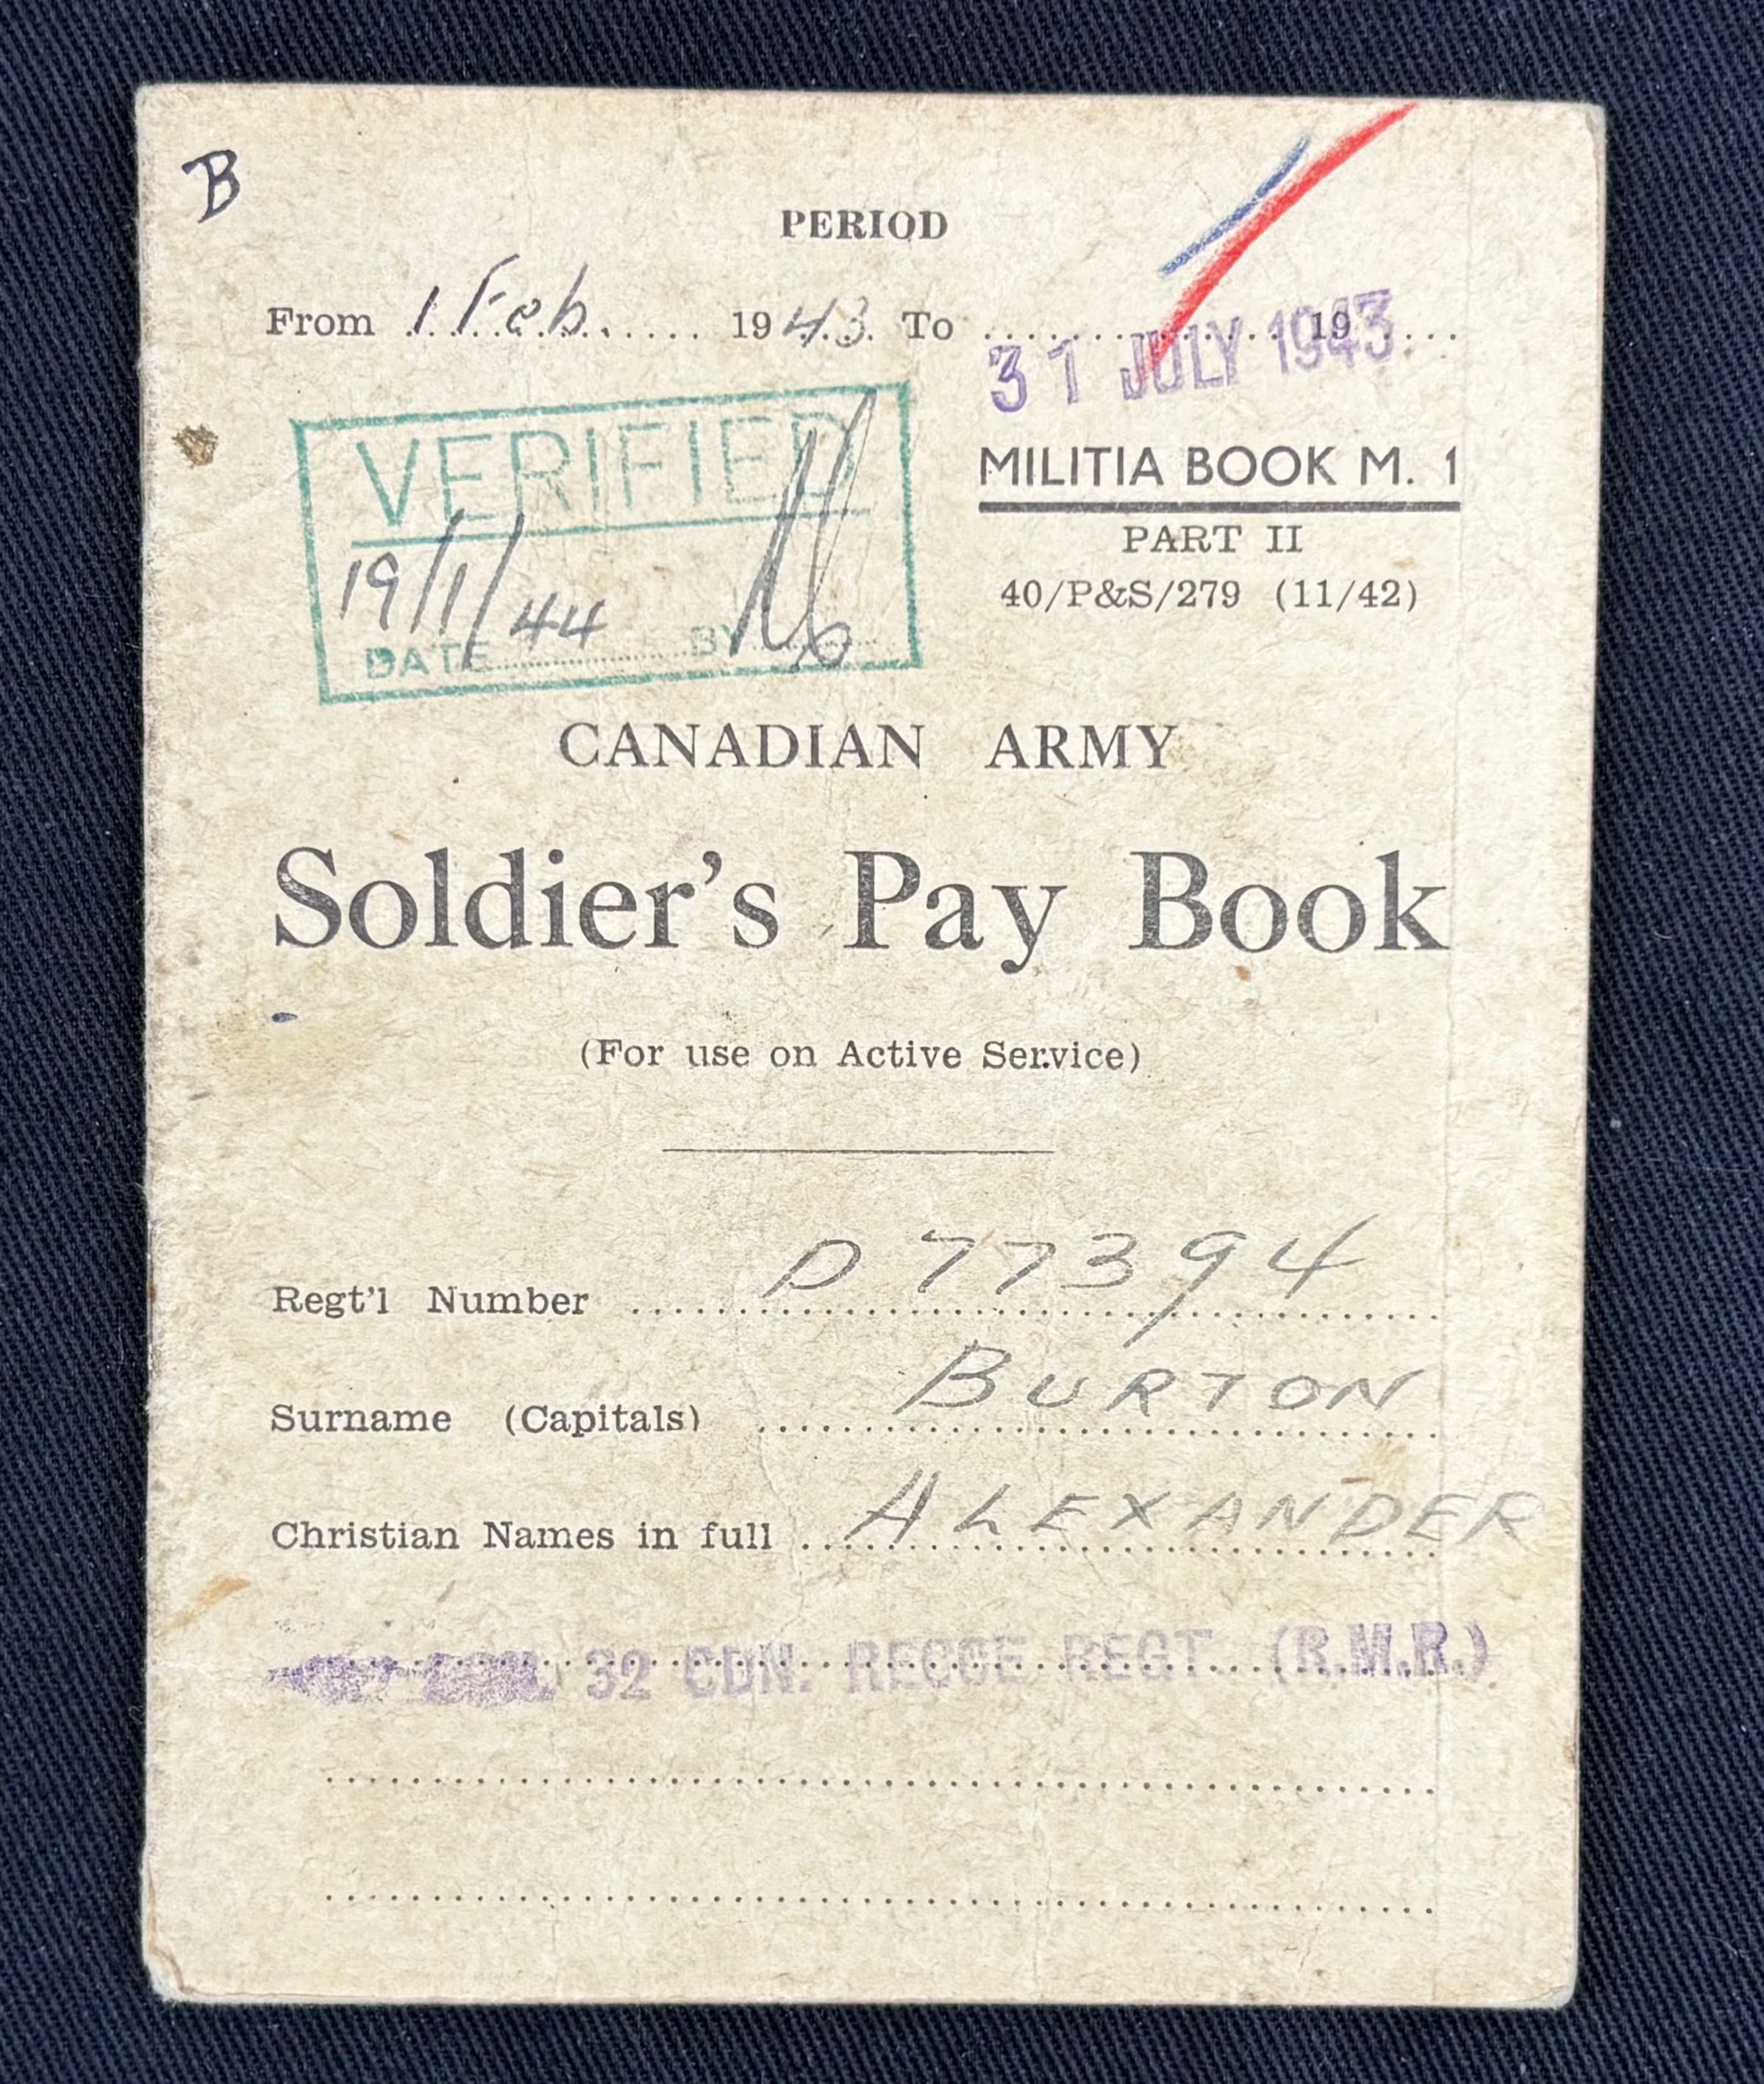 B
PERIOD
From 1 Feb. 1943. To 31 JULY 1943 19
VERIFIED
19/1/44
DATE BY
MILITIA BOOK M. 1
PART II
40/P&S/279 (11/42)
CANADIAN ARMY
Soldier's Pay Book
(For use on Active Service)
Regt'l Number D 77394
Surname (Capitals) BURTON
Christian Names in full ALEXANDER
32 CDN. RECCE REGT. (R.M.R.)